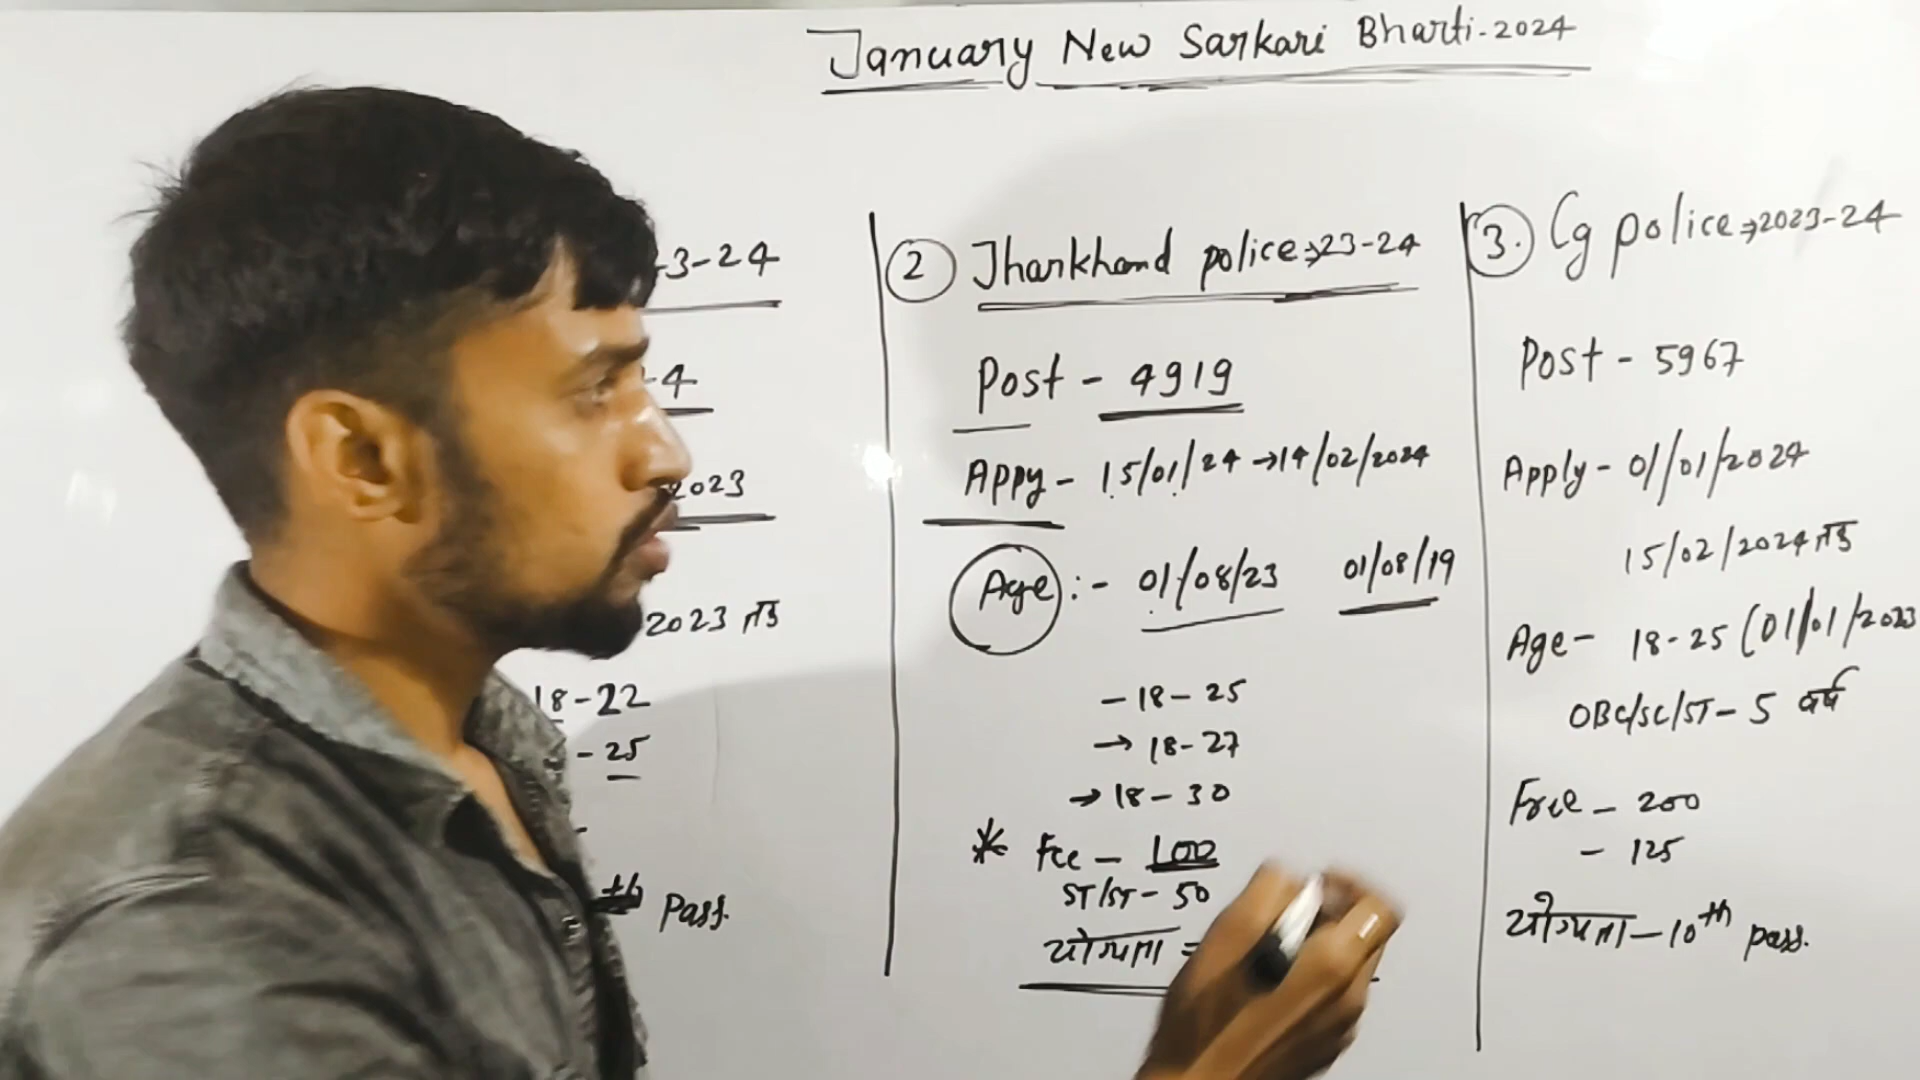 January New Sarkari Bharti-2024
3-24
-4
2023
2023 तक
18-22
- 25
-
th Pass.
2 Jharkhand police→23-24
Post - 4919
Appy - 15/01/24→14/02/2024
Age :- 01/08/23 01/08/19
- 18-25
→ 18-27
→ 18-30
* Fee - 100
ST/ST - 50
योग्यता =
3. Cg police→2023-24
Post - 5967
Apply - 01/01/2024
15/02/2024 तक
Age - 18-25 (01/01/2023
OBC/SC/ST - 5 वर्ष
Free - 200
- 125
योग्यता - 10th pass.